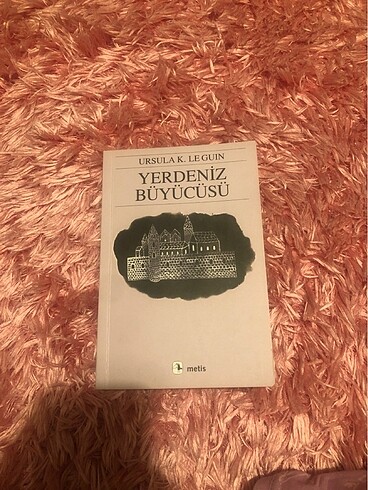 URSULA K. LE GUIN
YERDENİZ
BÜYÜCÜSÜ
metis